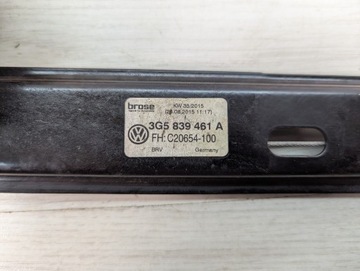 brose
KW 35/2015
[28.08.2015 11:17]
3G5 839 461 A
FH: C20654-100
BRV Germany